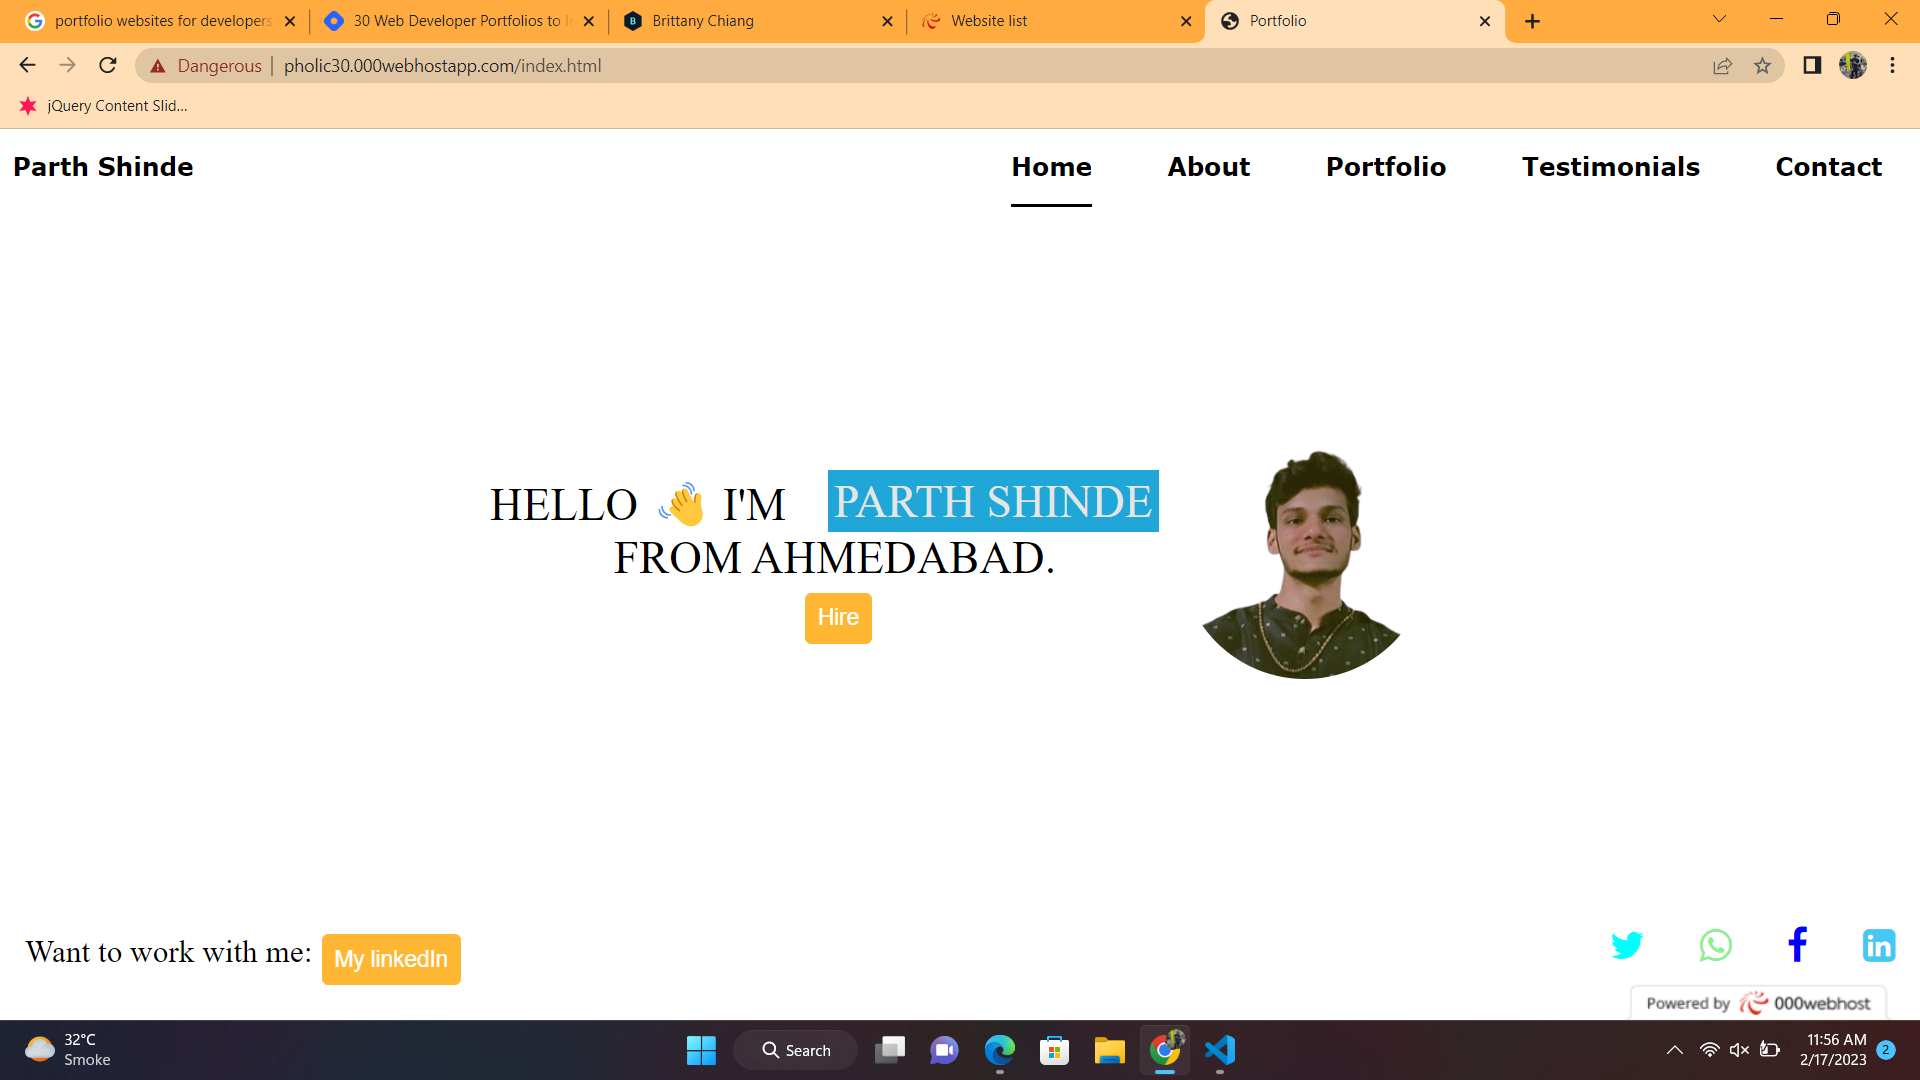 portfolio websites for developers
30 Web Developer Portfolios to I
B
Brittany Chiang
Website list
Portfolio
Dangerous | pholic30.000webhostapp.com/index.html
jQuery Content Slid...
Parth Shinde
Home
About
Portfolio
Testimonials
Contact
HELLO 👋 I'M PARTH SHINDE
FROM AHMEDABAD.
Hire
Want to work with me: My linkedIn
Powered by 000webhost
32°C
Smoke
Search
11:56 AM
2/17/2023
2